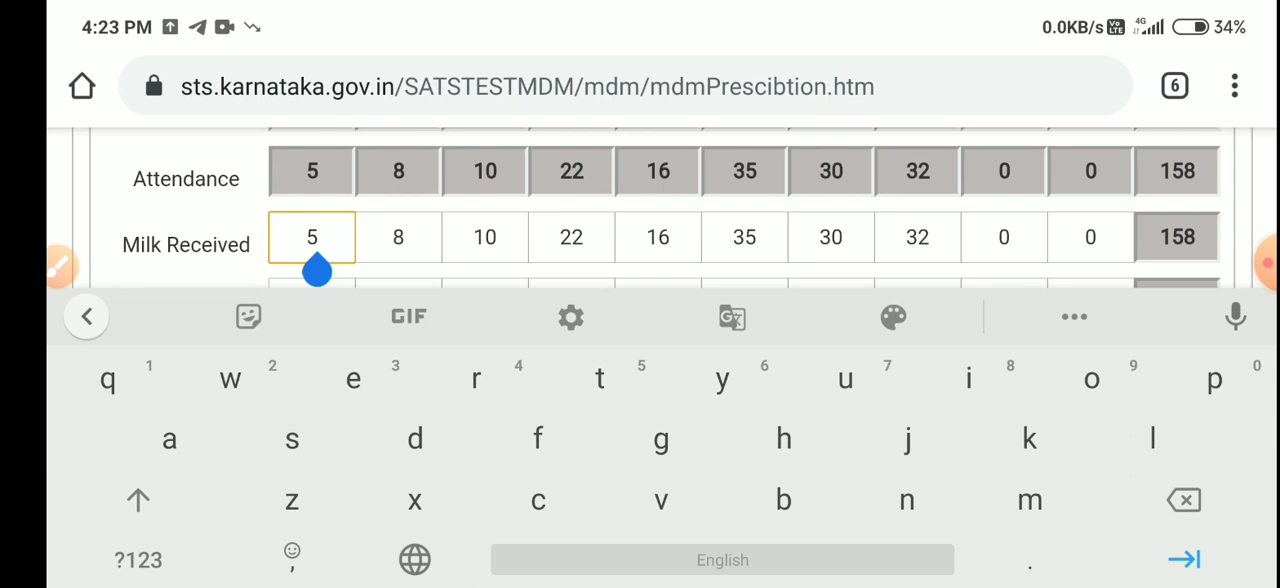 4:23 PM 0.0KB/s Vo LTE 4G 34%
sts.karnataka.gov.in/SATSTESTMDM/mdm/mdmPrescibtion.htm 6
Attendance 5 8 10 22 16 35 30 32 0 0 158
Milk Received 5 8 10 22 16 35 30 32 0 0 158
GIF G
q 1 w 2 e 3 r 4 t 5 y 6 u 7 i 8 o 9 p 0
a s d f g h j k l
z x c v b n m
?123 , English .